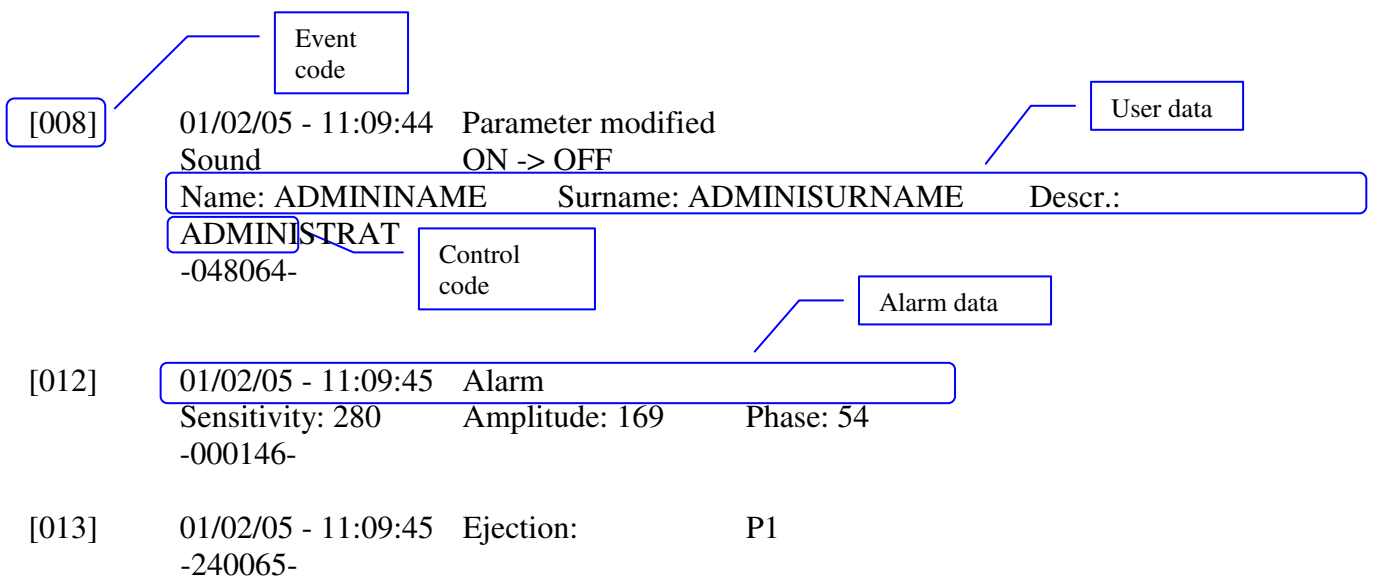 Event
code
User data
[008] 01/02/05 - 11:09:44 Parameter modified
Sound ON -> OFF
Name: ADMININAME Surname: ADMINISURNAME Descr.:
ADMINISTRAT
-048064-
Control
code
Alarm data
[012] 01/02/05 - 11:09:45 Alarm
Sensitivity: 280 Amplitude: 169 Phase: 54
-000146-
[013] 01/02/05 - 11:09:45 Ejection: P1
-240065-